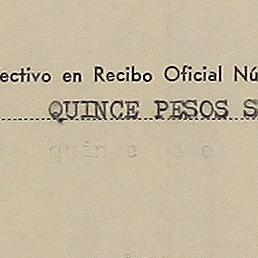 ectivo en Recibo Oficial Nú
QUINCE PESOS S